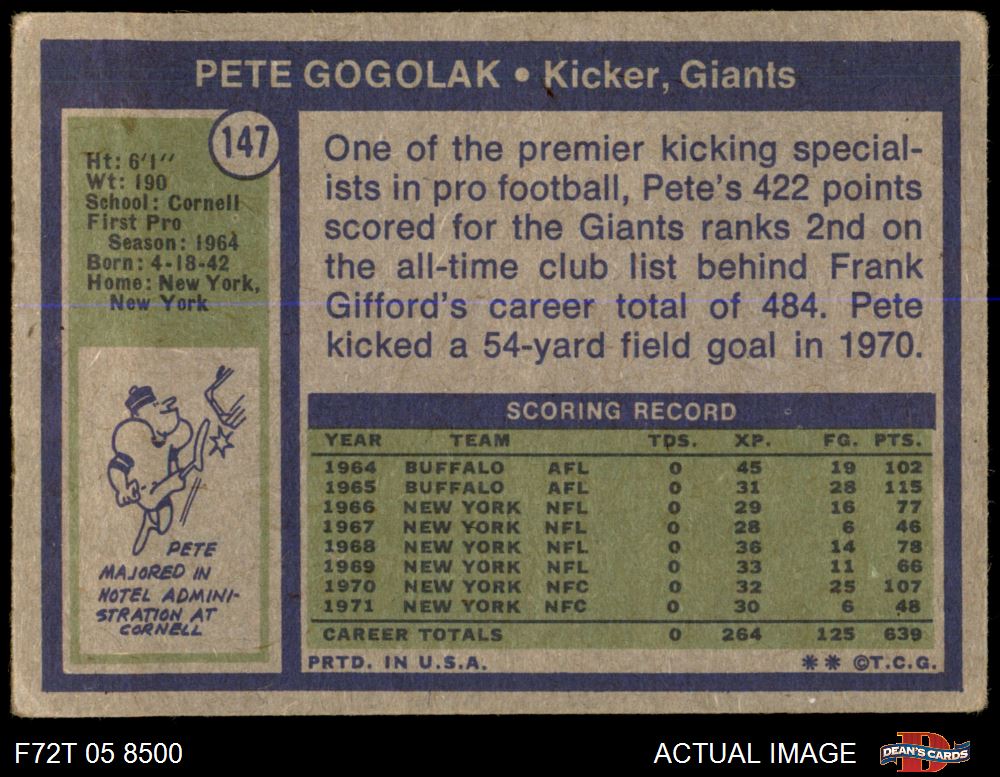 PETE GOGOLAK • Kicker, Giants
147
Ht: 6'1''
Wt: 190
School: Cornell
First Pro
Season: 1964
Born: 4-18-42
Home: New York,
New York
One of the premier kicking special-
ists in pro football, Pete's 422 points
scored for the Giants ranks 2nd on
the all-time club list behind Frank
Gifford's career total of 484. Pete
kicked a 54-yard field goal in 1970.
PETE
MAJORED IN
HOTEL ADMINI-
STRATION AT
CORNELL
SCORING RECORD
YEAR TEAM TDS. XP. FG. PTS.
1964 BUFFALO AFL 0 45 19 102
1965 BUFFALO AFL 0 31 28 115
1966 NEW YORK NFL 0 29 16 77
1967 NEW YORK NFL 0 28 6 46
1968 NEW YORK NFL 0 36 14 78
1969 NEW YORK NFL 0 33 11 66
1970 NEW YORK NFC 0 32 25 107
1971 NEW YORK NFC 0 30 6 48
CAREER TOTALS 0 264 125 639
PRTD. IN U.S.A. ** ©T.C.G.
F72T 05 8500 ACTUAL IMAGE DEAN'S CARDS